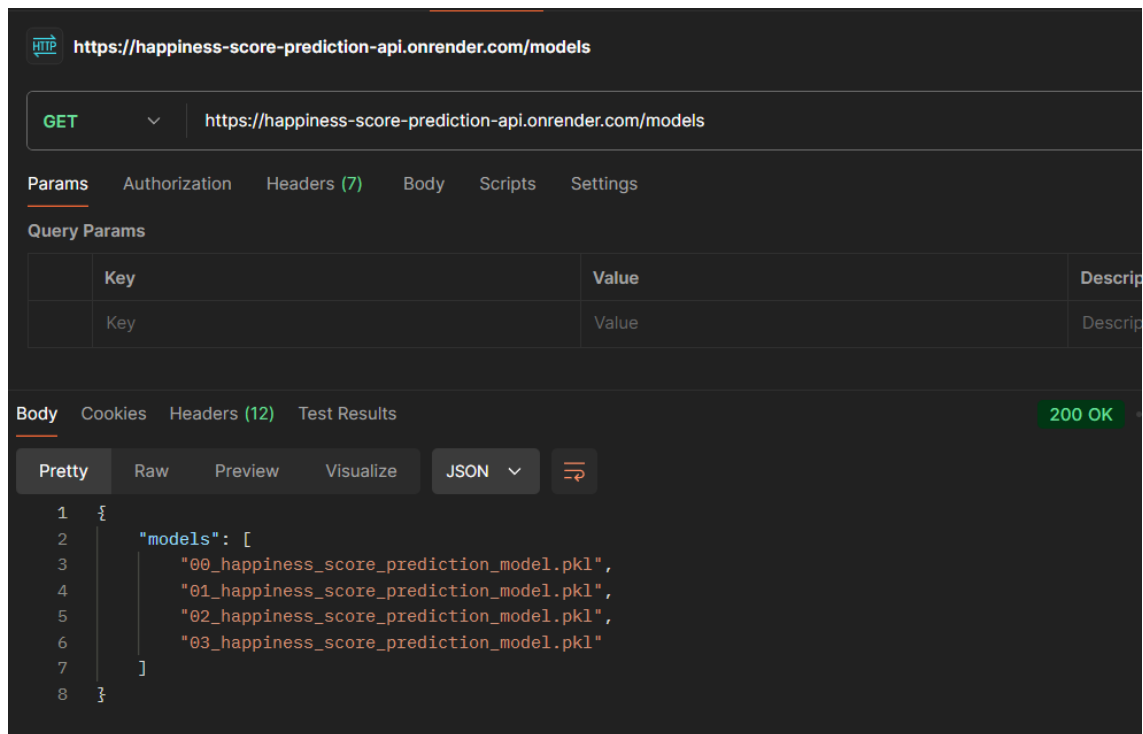 HTTP https://happiness-score-prediction-api.onrender.com/models
GET https://happiness-score-prediction-api.onrender.com/models
Params Authorization Headers (7) Body Scripts Settings
Query Params
Key Value Descrip
Key Value Descrip
Body Cookies Headers (12) Test Results 200 OK
Pretty Raw Preview Visualize JSON
1 {
2 "models": [
3 "00_happiness_score_prediction_model.pkl",
4 "01_happiness_score_prediction_model.pkl",
5 "02_happiness_score_prediction_model.pkl",
6 "03_happiness_score_prediction_model.pkl"
7 ]
8 }